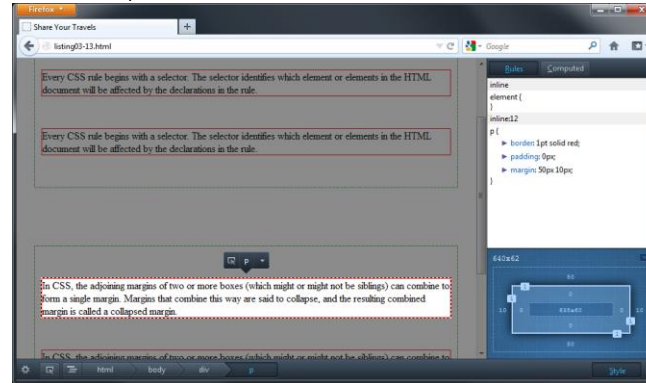 Firefox
Share Your Travels
+
listing03-13.html
Google
Every CSS rule begins with a selector. The selector identifies which element or elements in the HTML
document will be affected by the declarations in the rule.
Every CSS rule begins with a selector. The selector identifies which element or elements in the HTML
document will be affected by the declarations in the rule.
p
In CSS, the adjoining margins of two or more boxes (which might or might not be siblings) can combine to
form a single margin. Margins that combine this way are said to collapse, and the resulting combined
margin is called a collapsed margin.
In CSS, the adjoining margins of two or more boxes (which might or might not be siblings) can combine to
html body div p
Rules Computed
inline
element {
}
inline:12
p {
border: 1pt solid red;
padding: 0px;
margin: 50px 10px;
}
640x62
Style